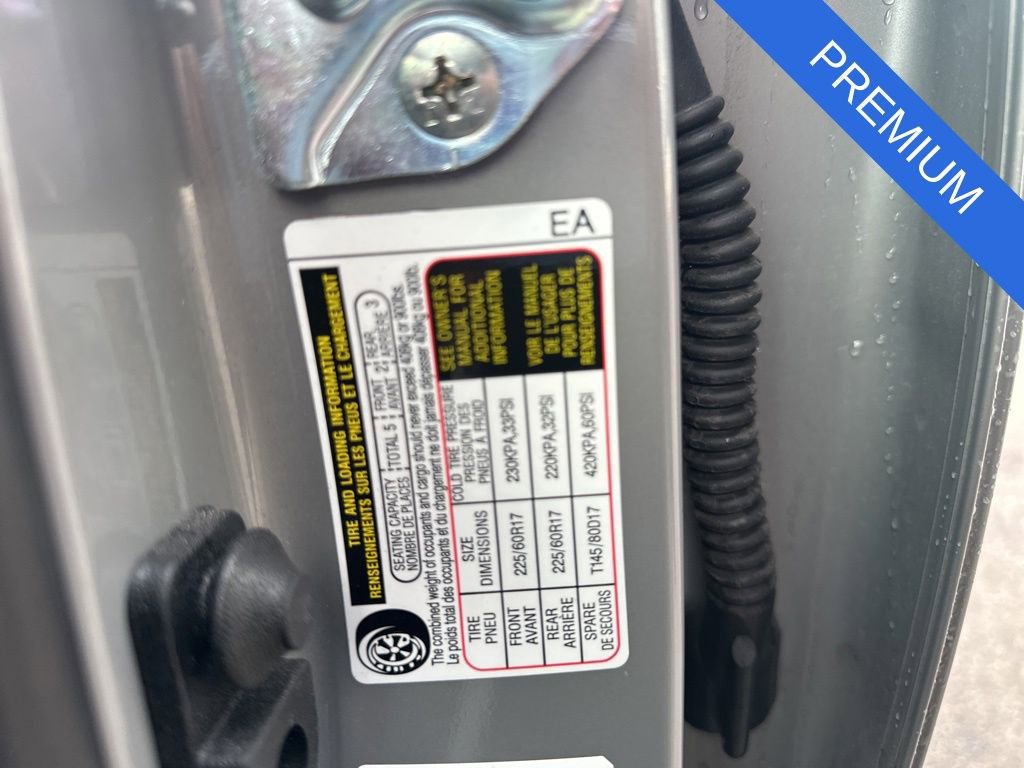 PREMIUM
EA
TIRE AND LOADING INFORMATION
RENSEIGNEMENTS SUR LES PNEUS ET LE CHARGEMENT
SEATING CAPACITY TOTAL 5 FRONT 2 REAR 3
NOMBRE DE PLACES AVANT ARRIÈRE
The combined weight of occupants and cargo should never exceed 408kg or 900lbs.
Le poids total des occupants et du chargement ne doit jamais dépasser 408kg ou 900lb.
TIRE
PNEU
SIZE
DIMENSIONS
COLD TIRE PRESSURE
PRESSION DES
PNEUS À FROID
SEE OWNER'S
MANUAL FOR
ADDITIONAL
INFORMATION
FRONT
AVANT
225/60R17
230KPA,33PSI
REAR
ARRIÈRE
225/60R17
220KPA,32PSI
VOIR LE MANUEL
DE L'USAGER
POUR PLUS DE
RENSEIGNEMENTS
SPARE
DE SECOURS
T145/80D17
420KPA,60PSI